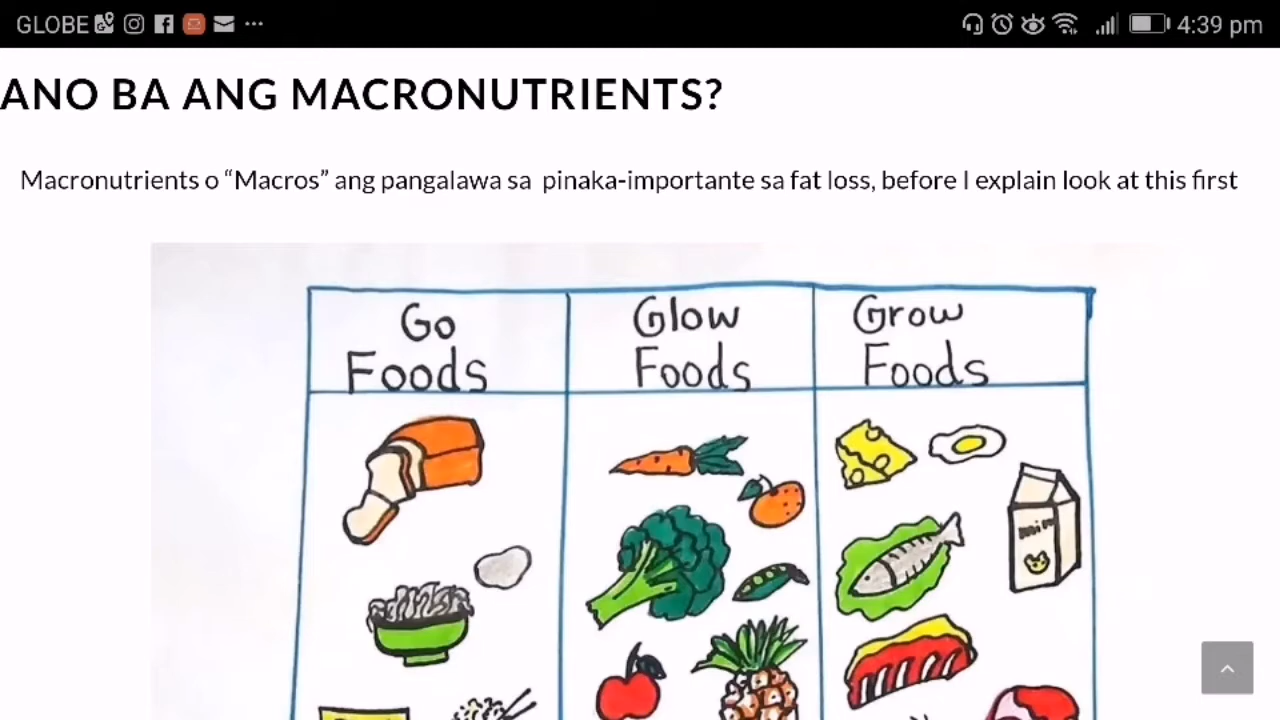 GLOBE
4:39 pm
ANO BA ANG MACRONUTRIENTS?
Macronutrients o “Macros” ang pangalawa sa pinaka-importante sa fat loss, before I explain look at this first
Go
Foods
Glow
Foods
Grow
Foods